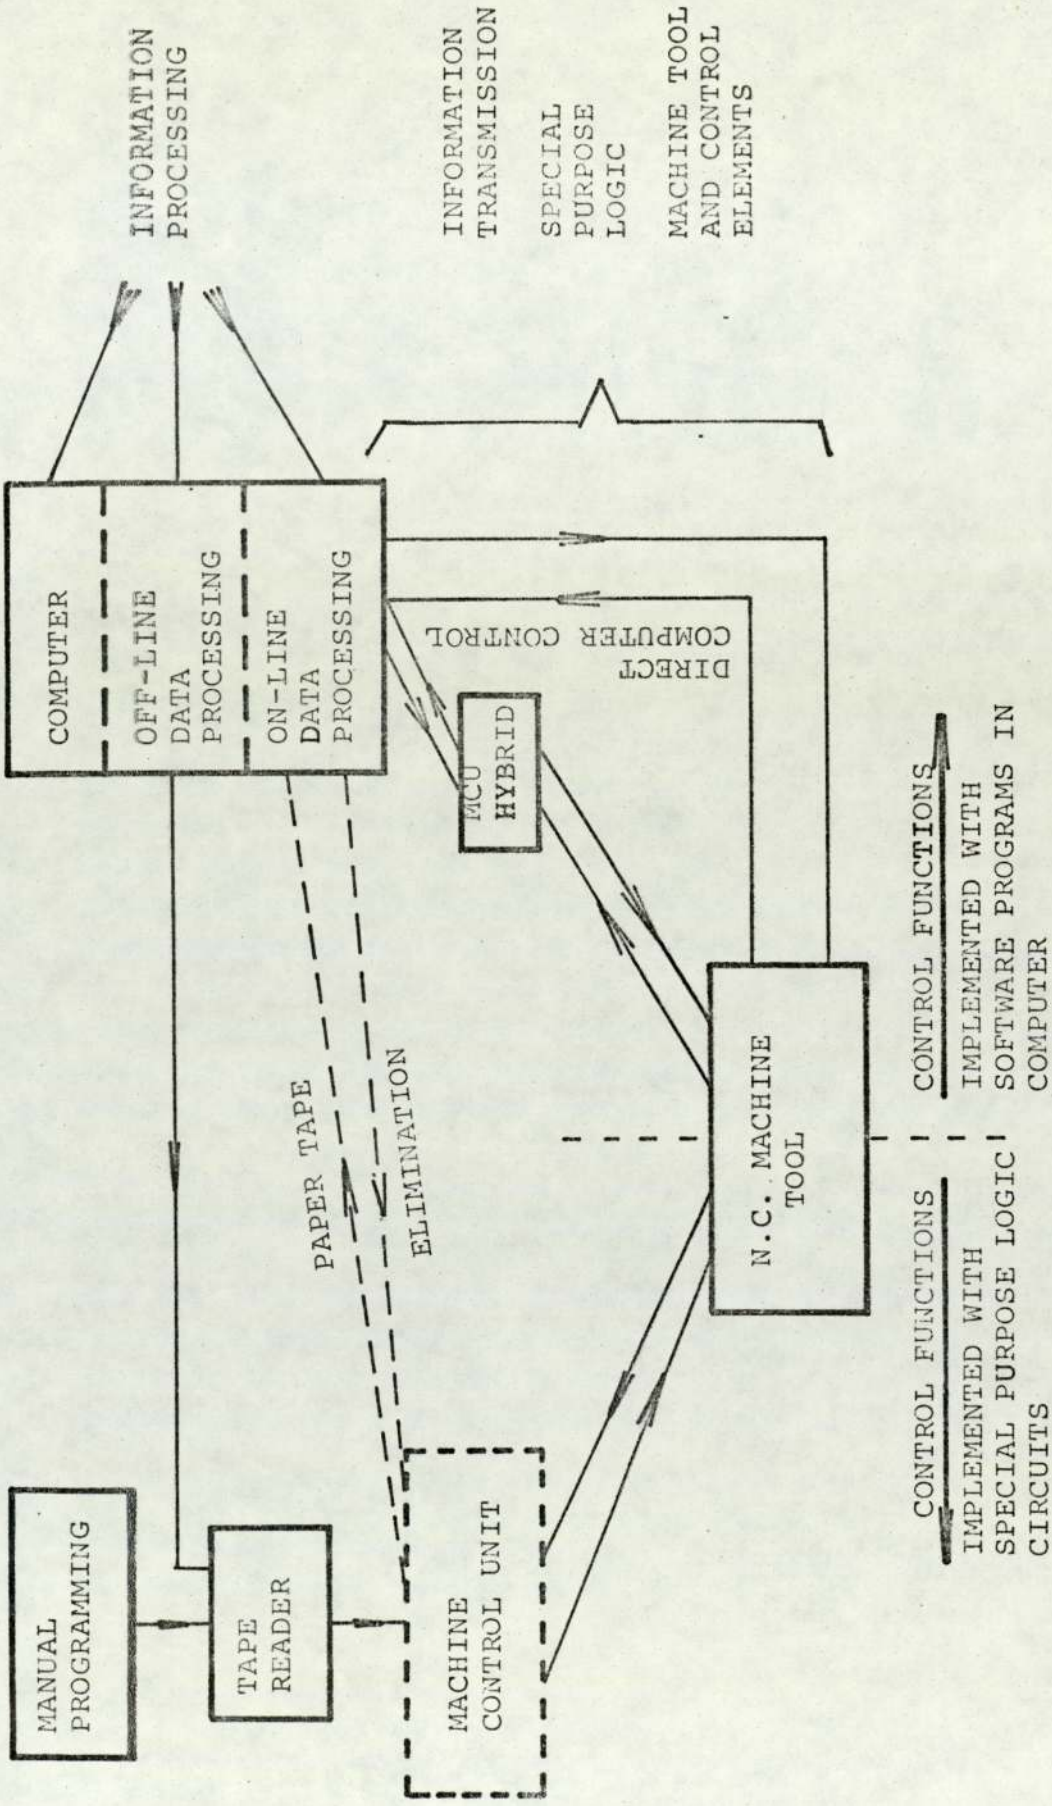 MANUAL
PROGRAMMING
TAPE
READER
MACHINE
CONTROL UNIT
PAPER TAPE
ELIMINATION
COMPUTER
OFF-LINE
DATA
PROCESSING
ON-LINE
DATA
PROCESSING
MCU
HYBRID
DIRECT
COMPUTER CONTROL
N.C. MACHINE
TOOL
INFORMATION
PROCESSING
INFORMATION
TRANSMISSION
SPECIAL
PURPOSE
LOGIC
MACHINE TOOL
AND CONTROL
ELEMENTS
CONTROL FUNCTIONS
IMPLEMENTED WITH
SPECIAL PURPOSE LOGIC
CIRCUITS
CONTROL FUNCTIONS
IMPLEMENTED WITH
SOFTWARE PROGRAMS IN
COMPUTER